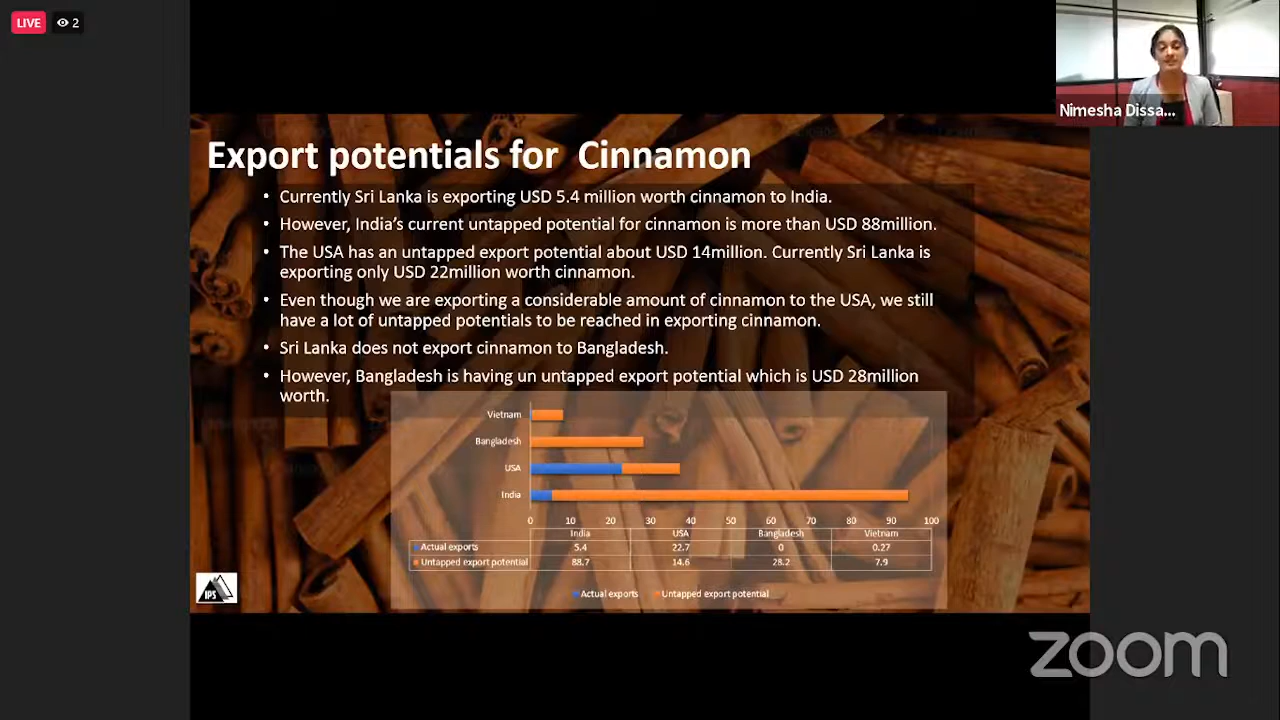 LIVE 2
Nimesha Dissa...
Export potentials for Cinnamon
• Currently Sri Lanka is exporting USD 5.4 million worth cinnamon to India.
• However, India's current untapped potential for cinnamon is more than USD 88million.
• The USA has an untapped export potential about USD 14million. Currently Sri Lanka is
exporting only USD 22million worth cinnamon.
• Even though we are exporting a considerable amount of cinnamon to the USA, we still
have a lot of untapped potentials to be reached in exporting cinnamon.
• Sri Lanka does not export cinnamon to Bangladesh.
• However, Bangladesh is having un untapped export potential which is USD 28million
worth.
Vietnam
Bangladesh
USA
India
0 10 20 30 40 50 60 70 80 90 100
India USA Bangladesh Vietnam
Actual exports 5.4 22.7 0 0.27
Untapped export potential 88.7 14.6 28.2 7.9
Actual exports Untapped export potential
IPS
zoom